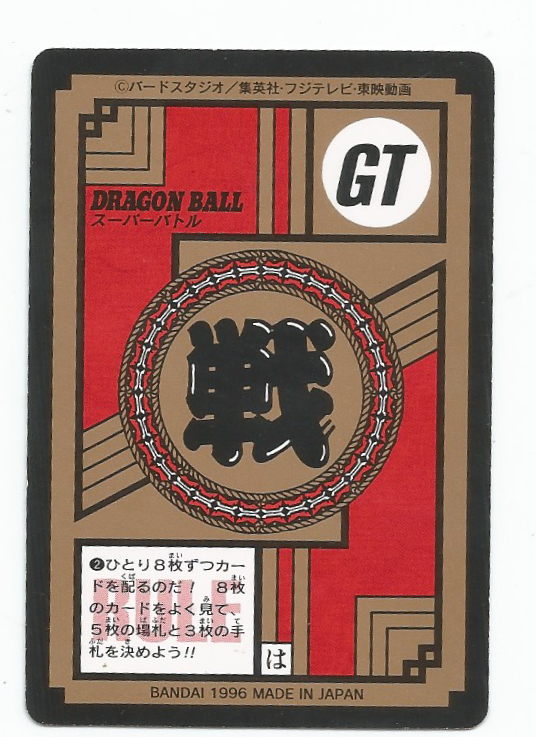 ©バードスタジオ/集英社・フジテレビ・東映動画
GT
DRAGON BALL
スーパーバトル
戦
❷ひとり8枚ずつカー
ドを配るのだ! 8枚
のカードをよく見て、
5枚の場札と3枚の手
札を決めよう!!
RULE
は
BANDAI 1996 MADE IN JAPAN